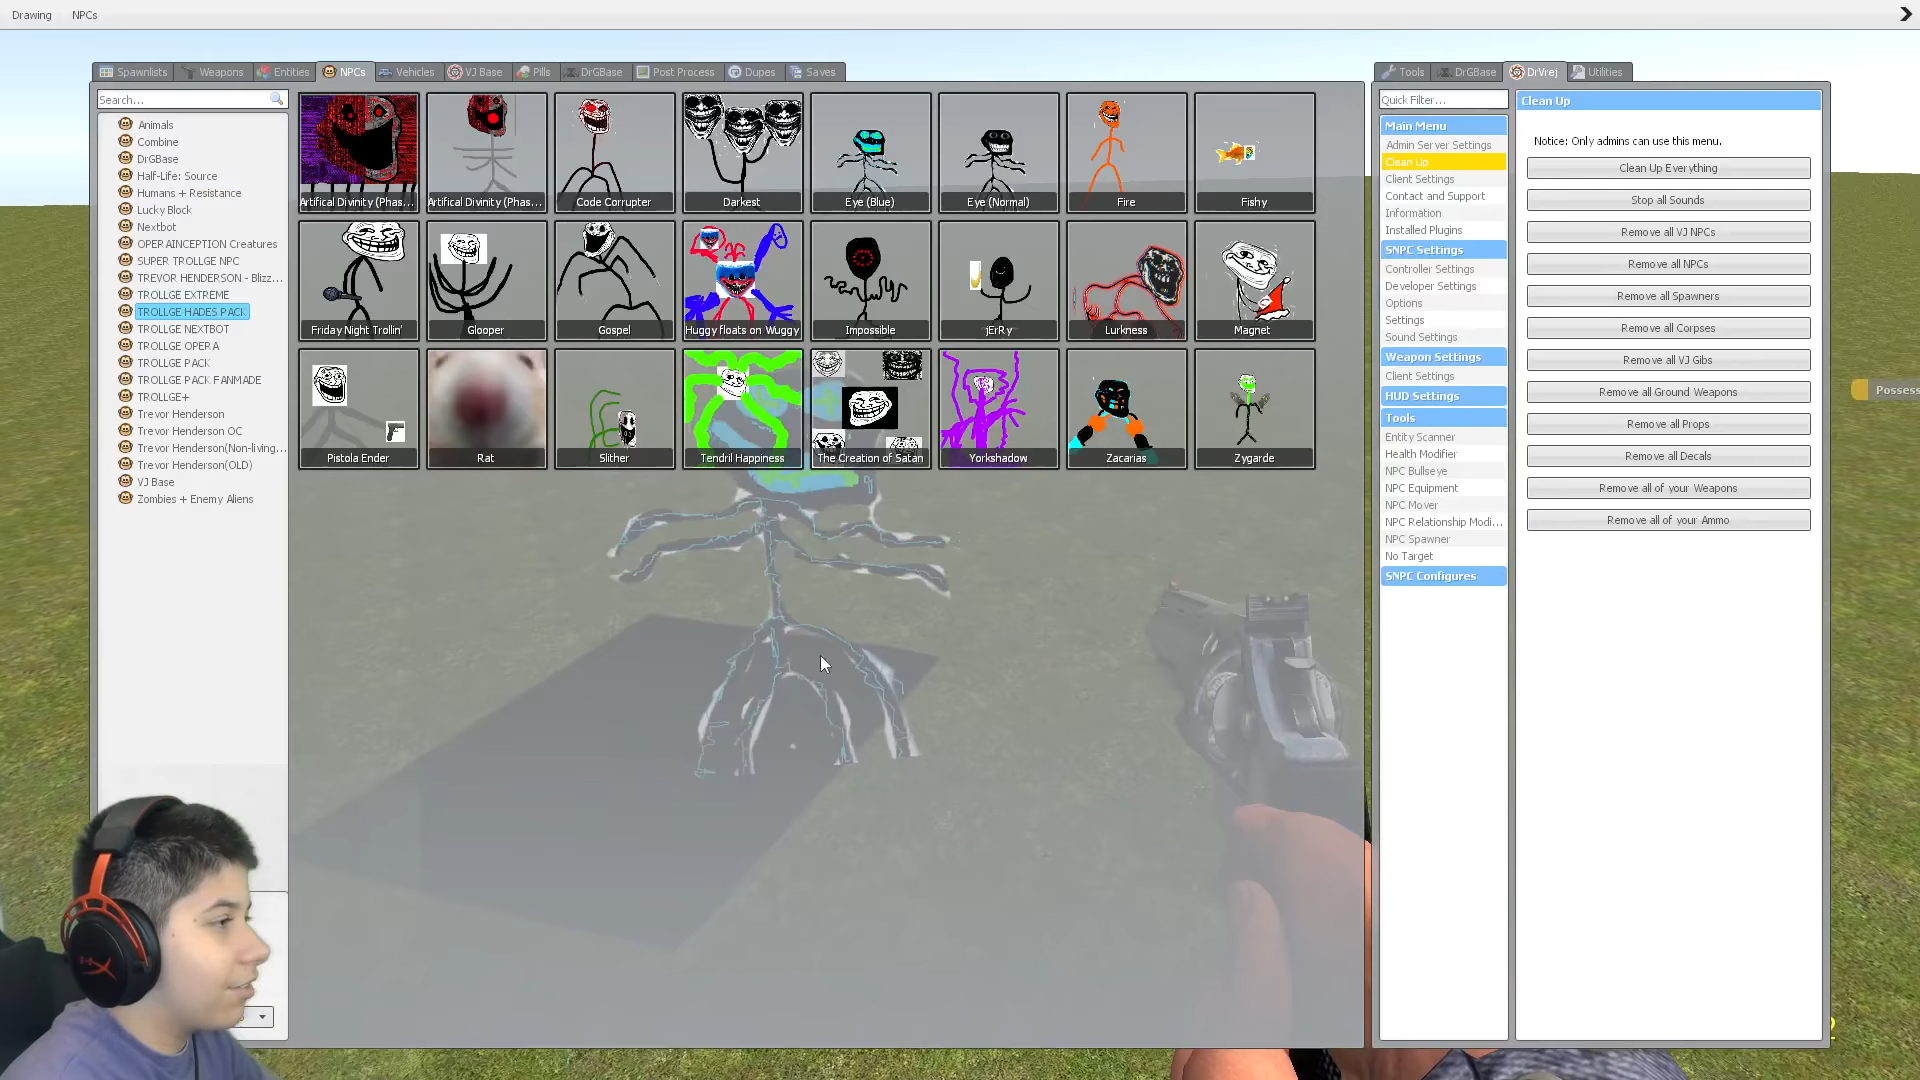 Drawing NPCs
Spawnlists Weapons Entities NPCs Vehicles VJ Base Pills DrGBase Post Process Dupes Saves
Search...
Animals
Combine
DrGBase
Half-Life: Source
Humans + Resistance
Lucky Block
Nextbot
OPERAINCEPTION Creatures
SUPER TROLLGE NPC
TREVOR HENDERSON - Blizz...
TROLLGE EXTREME
TROLLGE HADES PACK
TROLLGE NEXTBOT
TROLLGE OPERA
TROLLGE PACK
TROLLGE PACK FANMADE
TROLLGE+
Trevor Henderson
Trevor Henderson OC
Trevor Henderson(Non-living...
Trevor Henderson(OLD)
VJ Base
Zombies + Enemy Aliens
Artifical Divinity (Phas... Artifical Divinity (Phas... Code Corrupter Darkest Eye (Blue) Eye (Normal) Fire Fishy
Friday Night Trollin' Glooper Gospel Huggy floats on Wuggy Impossible jErRy Lurkness Magnet
Pistola Ender Rat Slither Tendril Happiness The Creation of Satan Yorkshadow Zacarias Zygarde
Tools DrGBase DrVrej Utilities
Quick Filter...
Main Menu
Admin Server Settings
Clean Up
Client Settings
Contact and Support
Information
Installed Plugins
SNPC Settings
Controller Settings
Developer Settings
Options
Settings
Sound Settings
Weapon Settings
Client Settings
HUD Settings
Tools
Entity Scanner
Health Modifier
NPC Bullseye
NPC Equipment
NPC Mover
NPC Relationship Modi...
NPC Spawner
No Target
SNPC Configures
Clean Up
Notice: Only admins can use this menu.
Clean Up Everything
Stop all Sounds
Remove all VJ NPCs
Remove all NPCs
Remove all Spawners
Remove all Corpses
Remove all VJ Gibs
Remove all Ground Weapons
Remove all Props
Remove all Decals
Remove all of your Weapons
Remove all of your Ammo
Possess